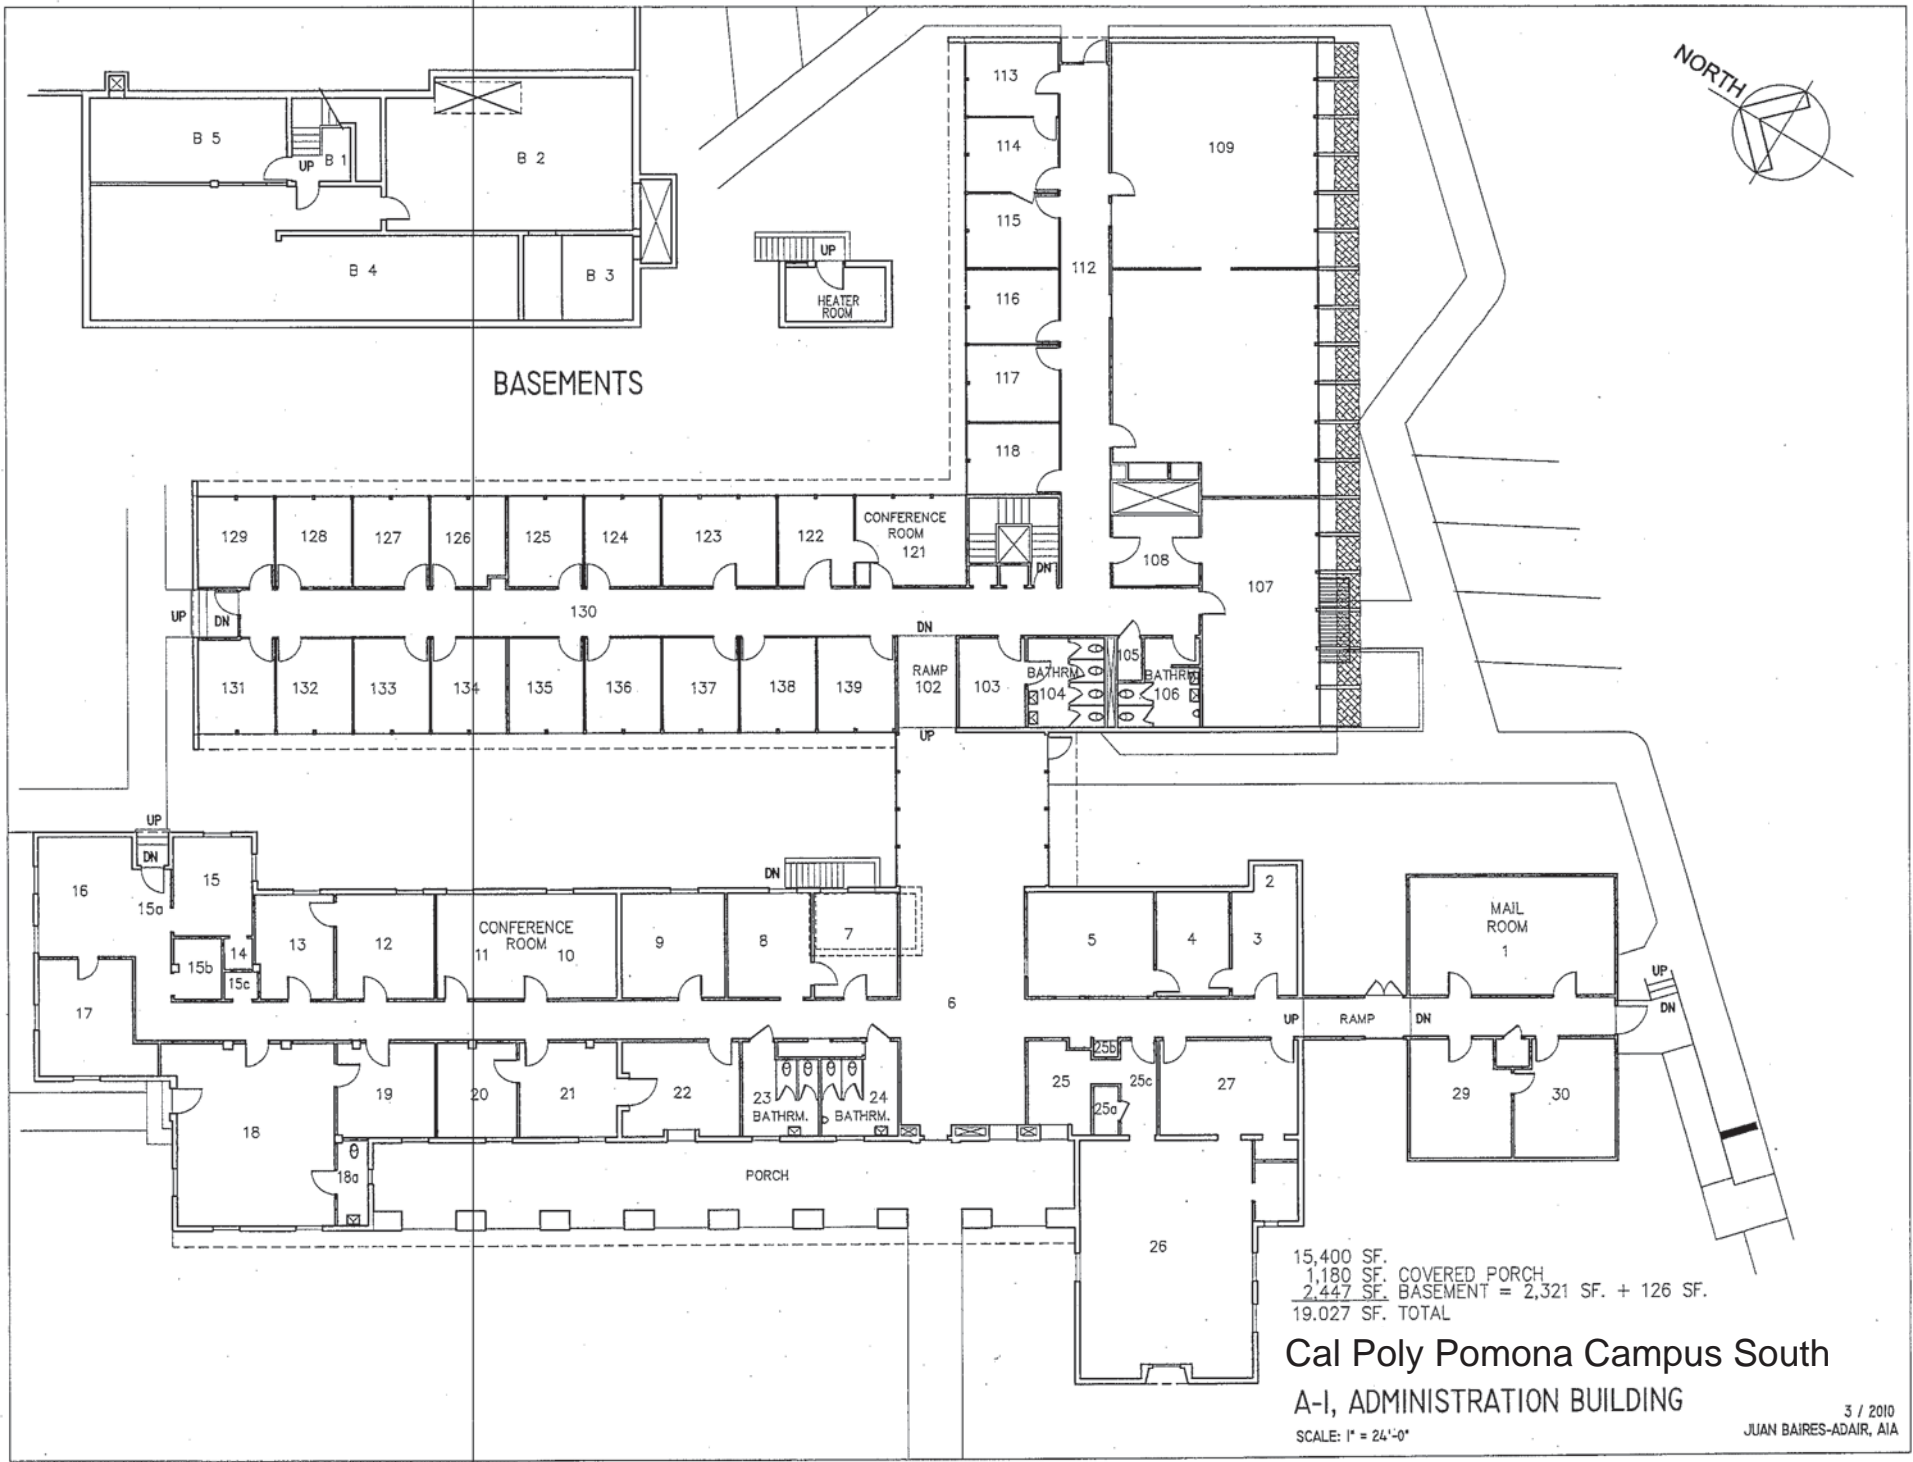 NORTH
B 5
UP
B 1
B 2
B 4
B 3
UP
HEATER
ROOM
BASEMENTS
113
114
115
116
117
118
112
109
129
128
127
126
125
124
123
122
CONFERENCE
ROOM
121
DN
108
107
UP
DN
130
DN
131
132
133
134
135
136
137
138
139
RAMP
102
UP
103
BATHRM.
104
105
BATHRM
106
UP
DN
16
15a
15
15b
14
15c
13
12
CONFERENCE
ROOM
11
10
9
8
DN
7
6
5
4
3
2
MAIL
ROOM
1
17
UP
RAMP
DN
UP
DN
18
18a
19
20
21
22
23
BATHRM.
24
BATHRM.
25
25b
25c
25a
27
29
30
PORCH
26
15,400 SF.
1,180 SF. COVERED PORCH
2,447 SF. BASEMENT = 2,321 SF. + 126 SF.
19.027 SF. TOTAL
Cal Poly Pomona Campus South
A-I, ADMINISTRATION BUILDING
SCALE: 1" = 24'-0"
3 / 2010
JUAN BAIRES-ADAIR, AIA